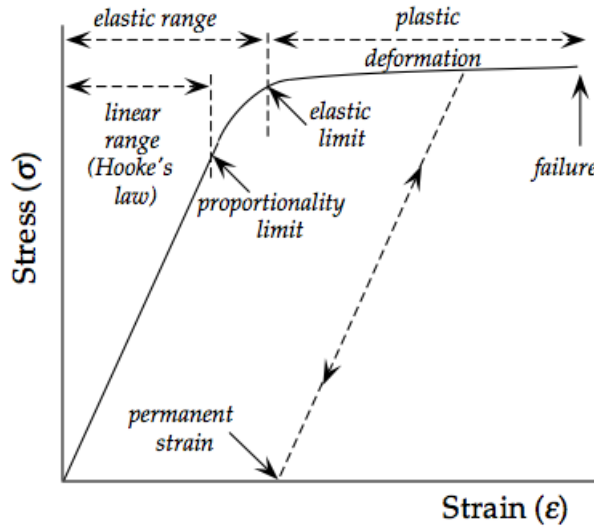 elastic range
plastic
deformation
linear
range
(Hooke's
law)
elastic
limit
failure
proportionality
limit
Stress (σ)
permanent
strain
Strain (ε)